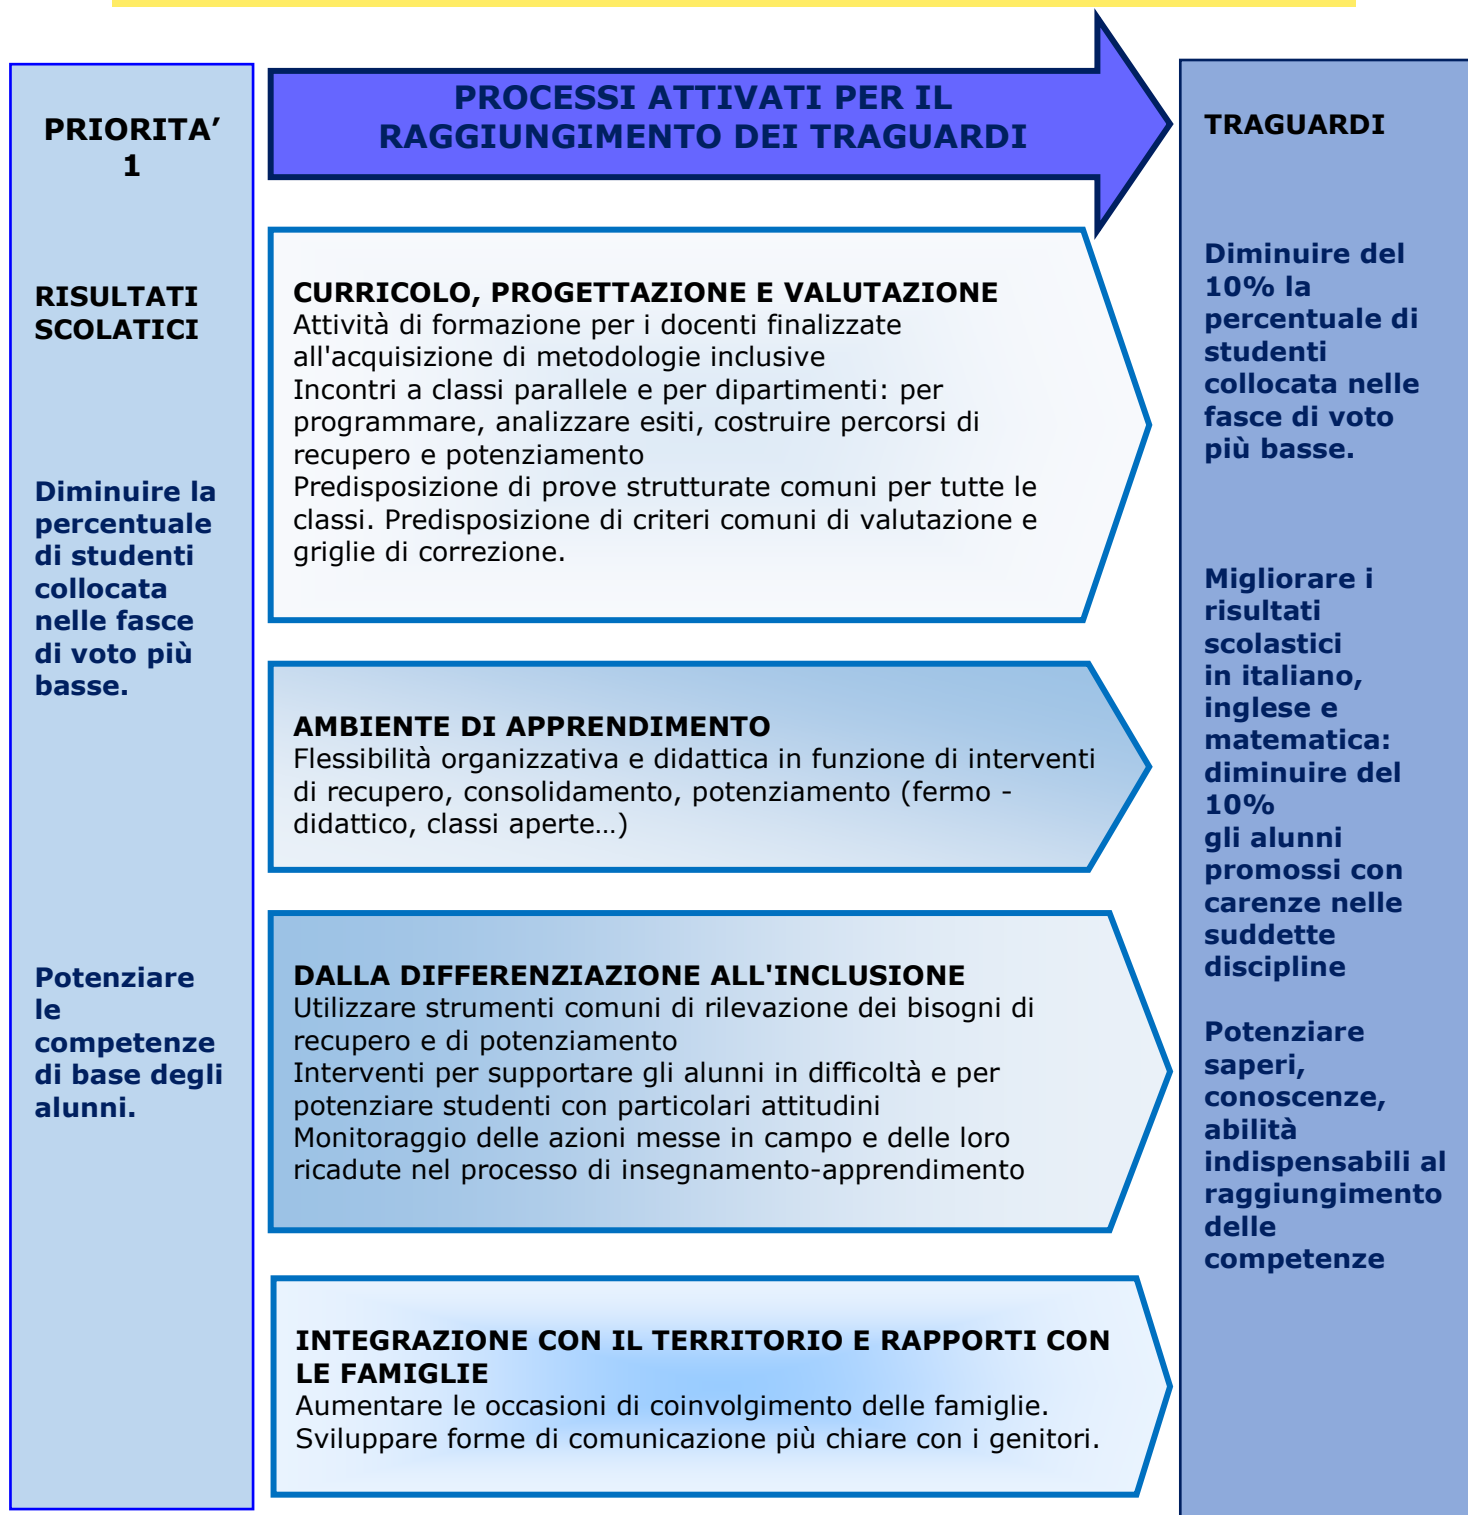 PRIORITA’
1
RISULTATI
SCOLATICI
Diminuire la
percentuale
di studenti
collocata
nelle fasce
di voto più
basse.
Potenziare
le
competenze
di base degli
alunni.
PROCESSI ATTIVATI PER IL
RAGGIUNGIMENTO DEI TRAGUARDI
CURRICOLO, PROGETTAZIONE E VALUTAZIONE
Attività di formazione per i docenti finalizzate
all'acquisizione di metodologie inclusive
Incontri a classi parallele e per dipartimenti: per
programmare, analizzare esiti, costruire percorsi di
recupero e potenziamento
Predisposizione di prove strutturate comuni per tutte le
classi. Predisposizione di criteri comuni di valutazione e
griglie di correzione.
AMBIENTE DI APPRENDIMENTO
Flessibilità organizzativa e didattica in funzione di interventi
di recupero, consolidamento, potenziamento (fermo -
didattico, classi aperte…)
DALLA DIFFERENZIAZIONE ALL'INCLUSIONE
Utilizzare strumenti comuni di rilevazione dei bisogni di
recupero e di potenziamento
Interventi per supportare gli alunni in difficoltà e per
potenziare studenti con particolari attitudini
Monitoraggio delle azioni messe in campo e delle loro
ricadute nel processo di insegnamento-apprendimento
INTEGRAZIONE CON IL TERRITORIO E RAPPORTI CON
LE FAMIGLIE
Aumentare le occasioni di coinvolgimento delle famiglie.
Sviluppare forme di comunicazione più chiare con i genitori.
TRAGUARDI
Diminuire del
10% la
percentuale di
studenti
collocata nelle
fasce di voto
più basse.
Migliorare i
risultati
scolastici
in italiano,
inglese e
matematica:
diminuire del
10%
gli alunni
promossi con
carenze nelle
suddette
discipline
Potenziare
saperi,
conoscenze,
abilità
indispensabili al
raggiungimento
delle
competenze